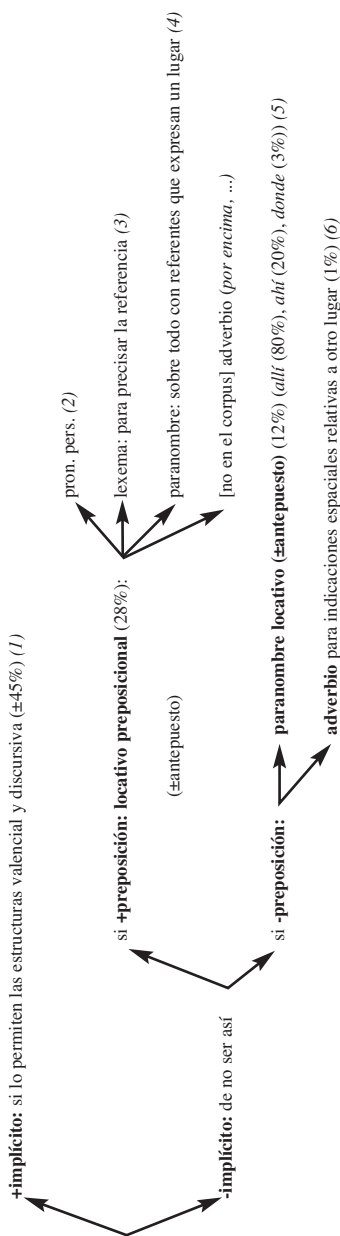 +implícito: si lo permiten las estructuras valencial y discursiva (±45%) (1)
-implícito: de no ser así
si +preposición: locativo preposicional (28%):
(±antepuesto)
pron. pers. (2)
lexema: para precisar la referencia (3)
paranombre: sobre todo con referentes que expresan un lugar (4)
[no en el corpus] adverbio (por encima, ...)
si -preposición:
paranombre locativo (±antepuesto) (12%) (allí (80%), ahí (20%), donde (3%)) (5)
adverbio para indicaciones espaciales relativas a otro lugar (1%) (6)